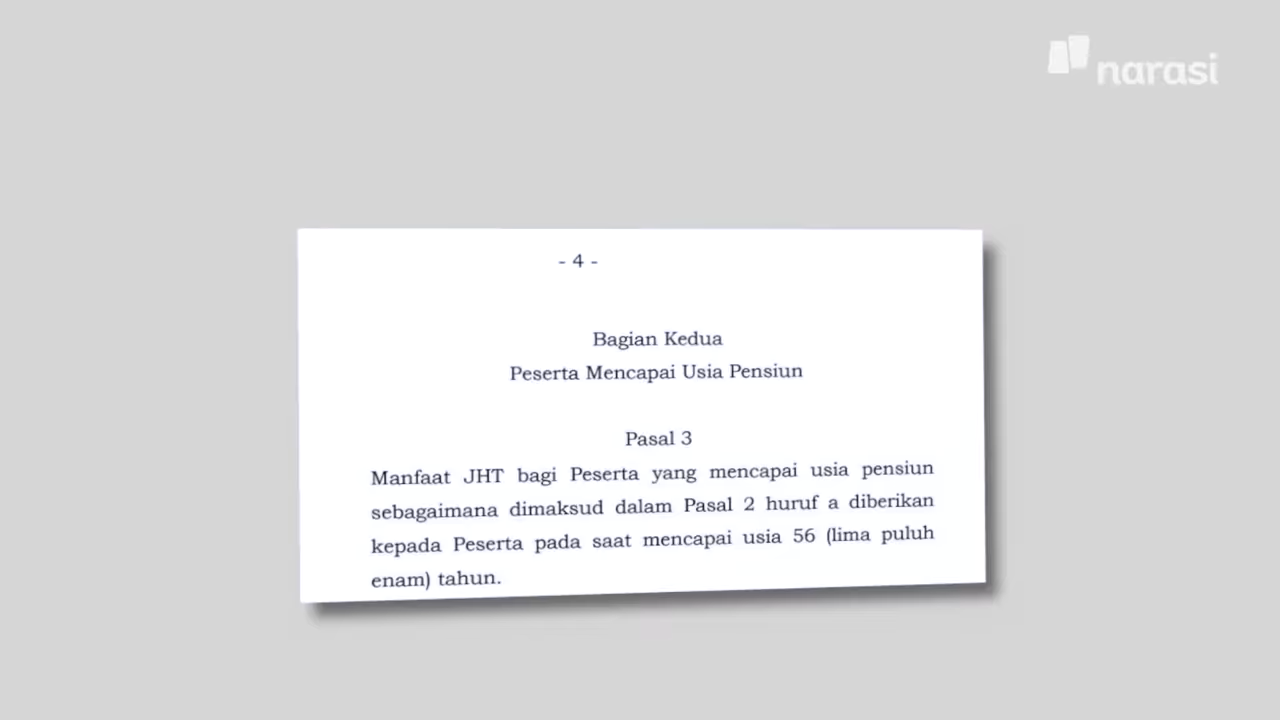 narasi
- 4 -
Bagian Kedua
Peserta Mencapai Usia Pensiun
Pasal 3
Manfaat JHT bagi Peserta yang mencapai usia pensiun
sebagaimana dimaksud dalam Pasal 2 huruf a diberikan
kepada Peserta pada saat mencapai usia 56 (lima puluh
enam) tahun.